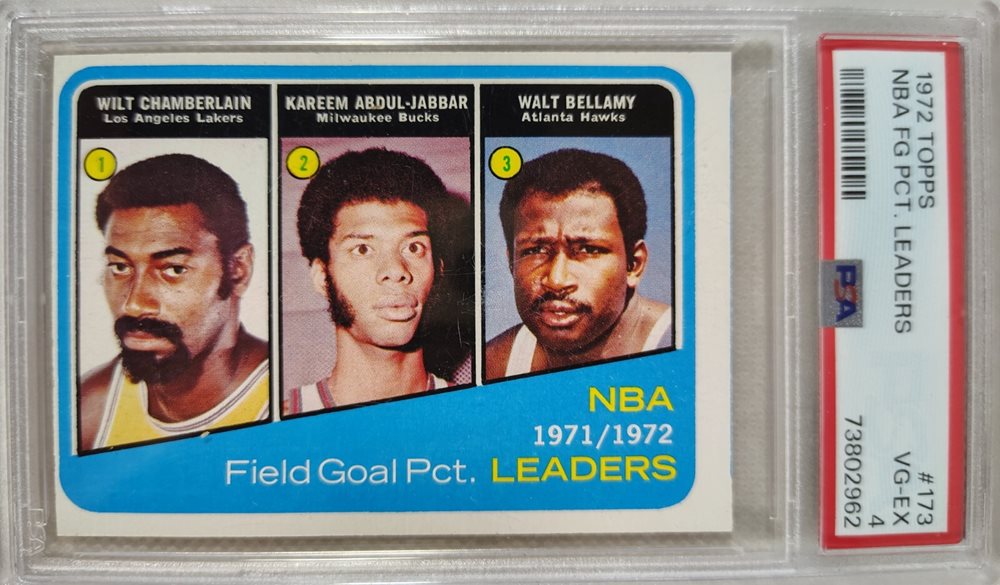 WILT CHAMBERLAIN
Los Angeles Lakers
1
KAREEM ABDUL-JABBAR
Milwaukee Bucks
2
WALT BELLAMY
Atlanta Hawks
3
NBA
1971/1972
Field Goal Pct. LEADERS
1972 TOPPS #173
NBA FG PCT. LEADERS VG-EX
4
PSA 73802962